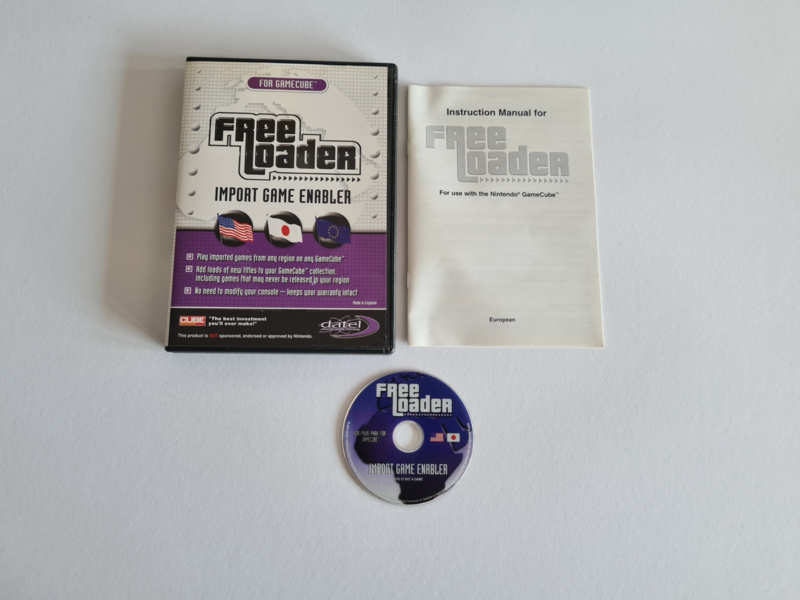 FOR GAMECUBE™
FREE
LOADER
IMPORT GAME ENABLER
Play imported games from any region on any GameCube™
Add loads of new titles to your GameCube™ collection,
including games that may never be released in your region
No need to modify your console – keeps your warranty intact
Made in England
CUBE
"The best investment
you'll ever make!"
datel
This product is NOT sponsored, endorsed or approved by Nintendo.
Instruction Manual for
FREE
LOADER
For use with the Nintendo® GameCube™
European
FREE
LOADER
GAMECUBE
IMPORT GAME ENABLER